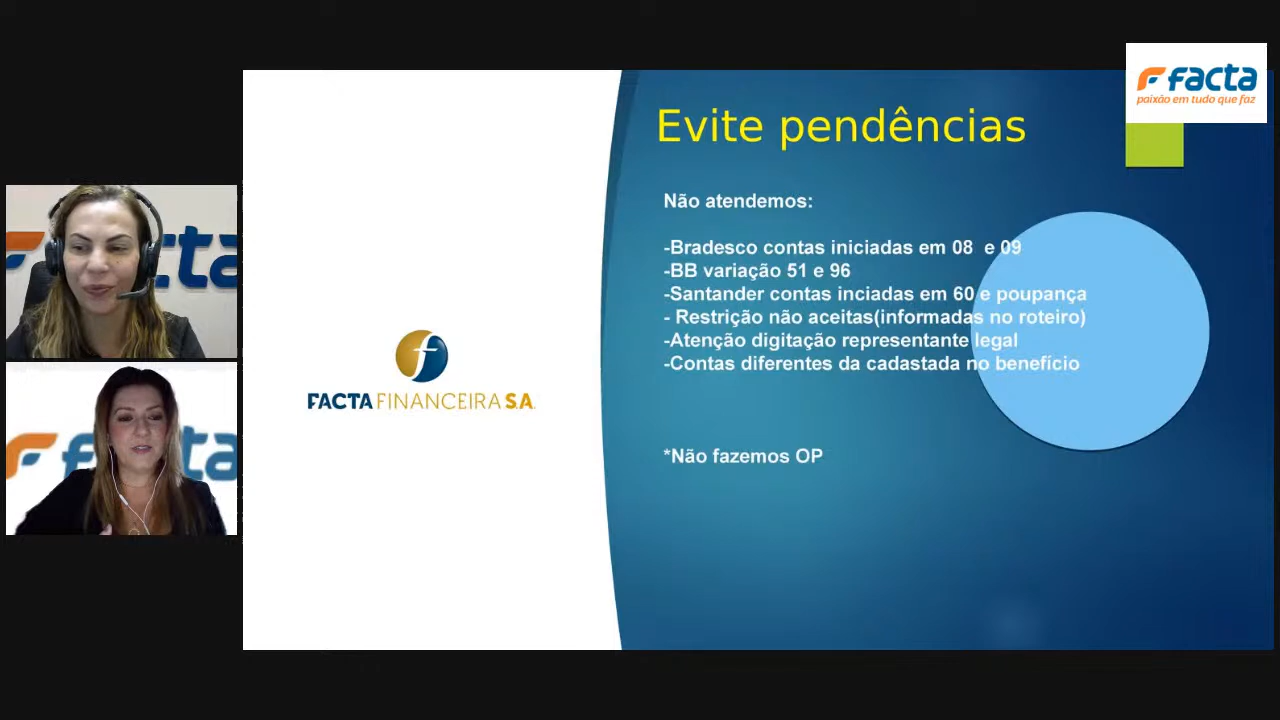 facta
paixão em tudo que faz
Evite pendências
Não atendemos:
-Bradesco contas iniciadas em 08 e 09
-BB variação 51 e 96
-Santander contas inciadas em 60 e poupança
- Restrição não aceitas(informadas no roteiro)
-Atenção digitação representante legal
-Contas diferentes da cadastada no benefício
*Não fazemos OP
FACTA FINANCEIRA S.A.
cta